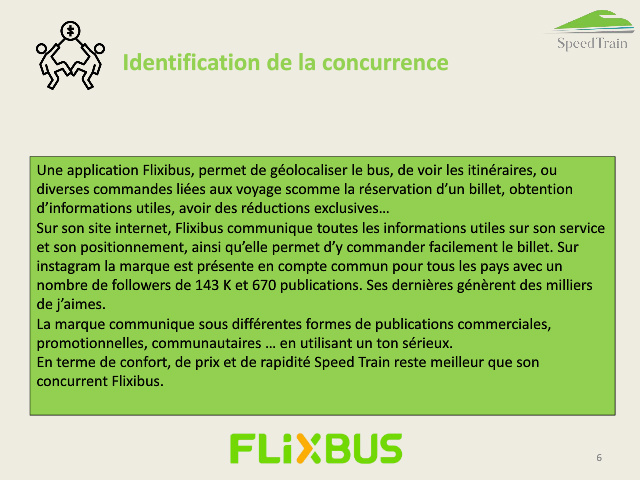 SpeedTrain
Identification de la concurrence
Une application Flixibus, permet de géolocaliser le bus, de voir les itinéraires, ou
diverses commandes liées aux voyage scomme la réservation d’un billet, obtention
d’informations utiles, avoir des réductions exclusives…
Sur son site internet, Flixibus communique toutes les informations utiles sur son service
et son positionnement, ainsi qu’elle permet d’y commander facilement le billet. Sur
instagram la marque est présente en compte commun pour tous les pays avec un
nombre de followers de 143 K et 670 publications. Ses dernières génèrent des milliers
de j’aimes.
La marque communique sous différentes formes de publications commerciales,
promotionnelles, communautaires … en utilisant un ton sérieux.
En terme de confort, de prix et de rapidité Speed Train reste meilleur que son
concurrent Flixibus.
FLiXBUS
6